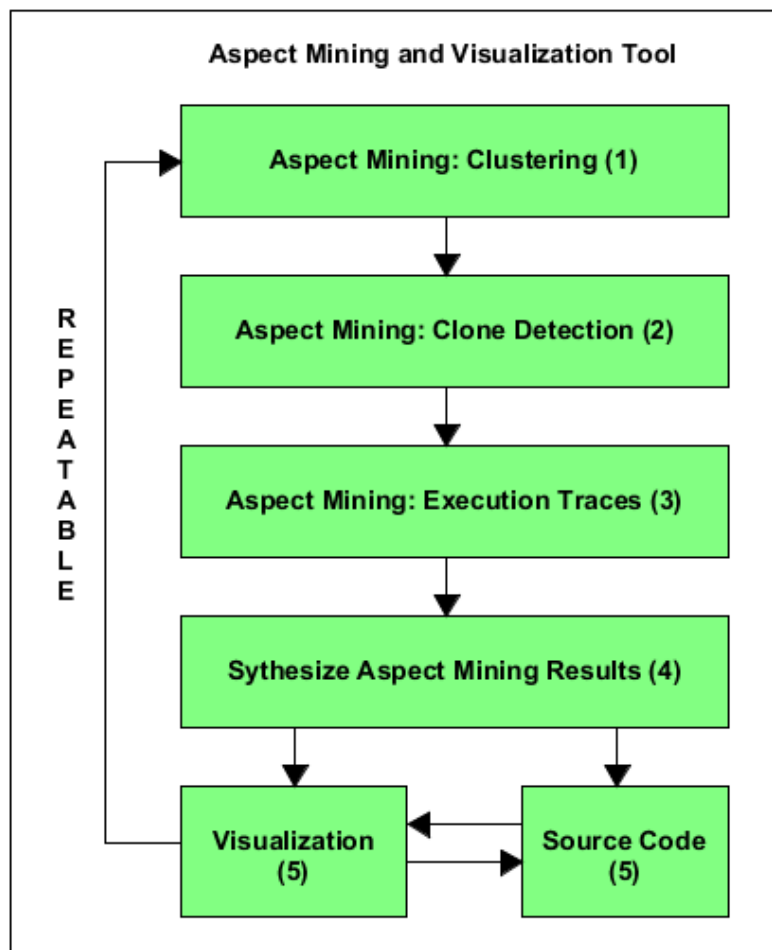 Aspect Mining and Visualization Tool
Aspect Mining: Clustering (1)
Aspect Mining: Clone Detection (2)
REPEATABLE
Aspect Mining: Execution Traces (3)
Sythesize Aspect Mining Results (4)
Visualization
(5)
Source Code
(5)